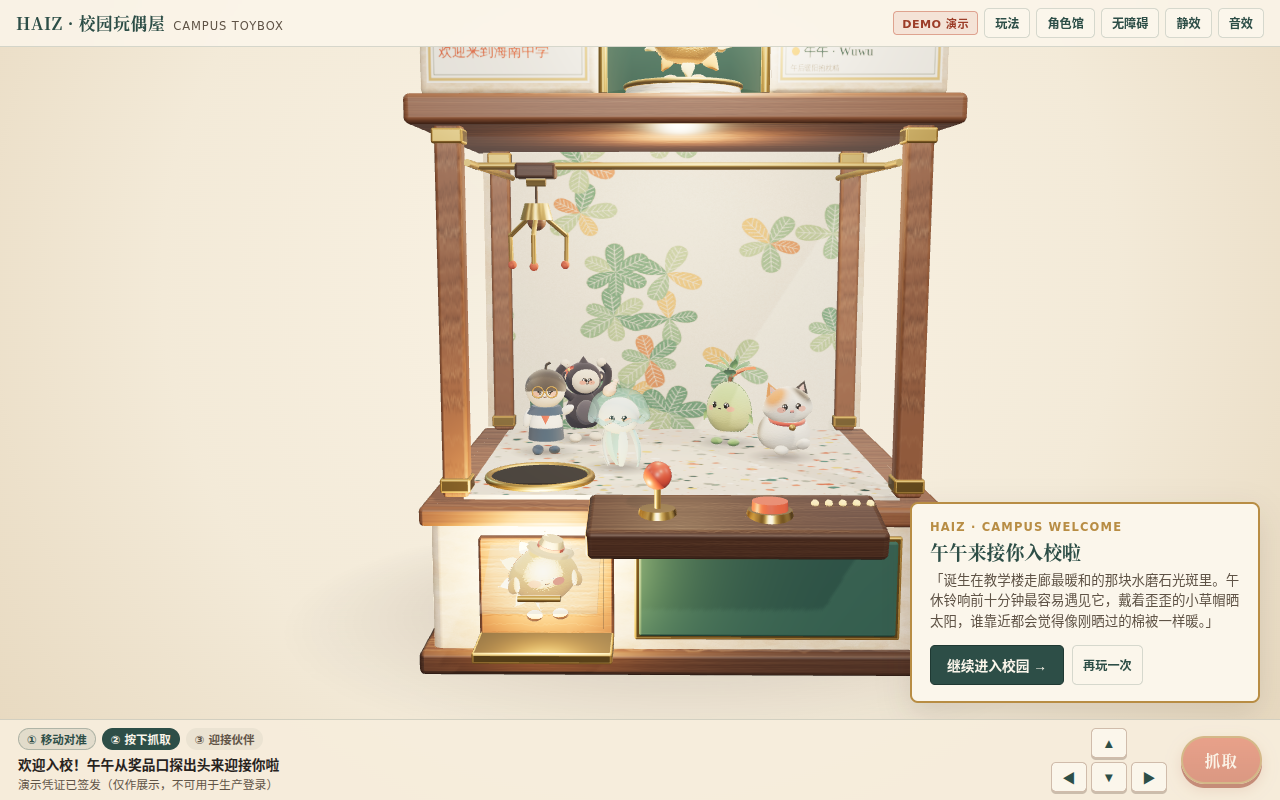 HAIZ · 校园玩偶屋 CAMPUS TOYBOX
DEMO 演示
玩法
角色馆
无障碍
静效
音效
欢迎来到海南中学
午午 · Wuwu
HAIZ · CAMPUS WELCOME
午午来接你入校啦
「诞生在教学楼走廊最暖和的那块水磨石光斑里。午
休铃响前十分钟最容易遇见它，戴着歪歪的小草帽晒
太阳，谁靠近都会觉得像刚晒过的棉被一样暖。」
继续进入校园 →
再玩一次
① 移动对准
② 按下抓取
③ 迎接伙伴
欢迎入校！午午从奖品口探出头来迎接你啦
演示凭证已签发（仅作展示，不可用于生产登录）
▲
◀ ▼ ▶
抓取